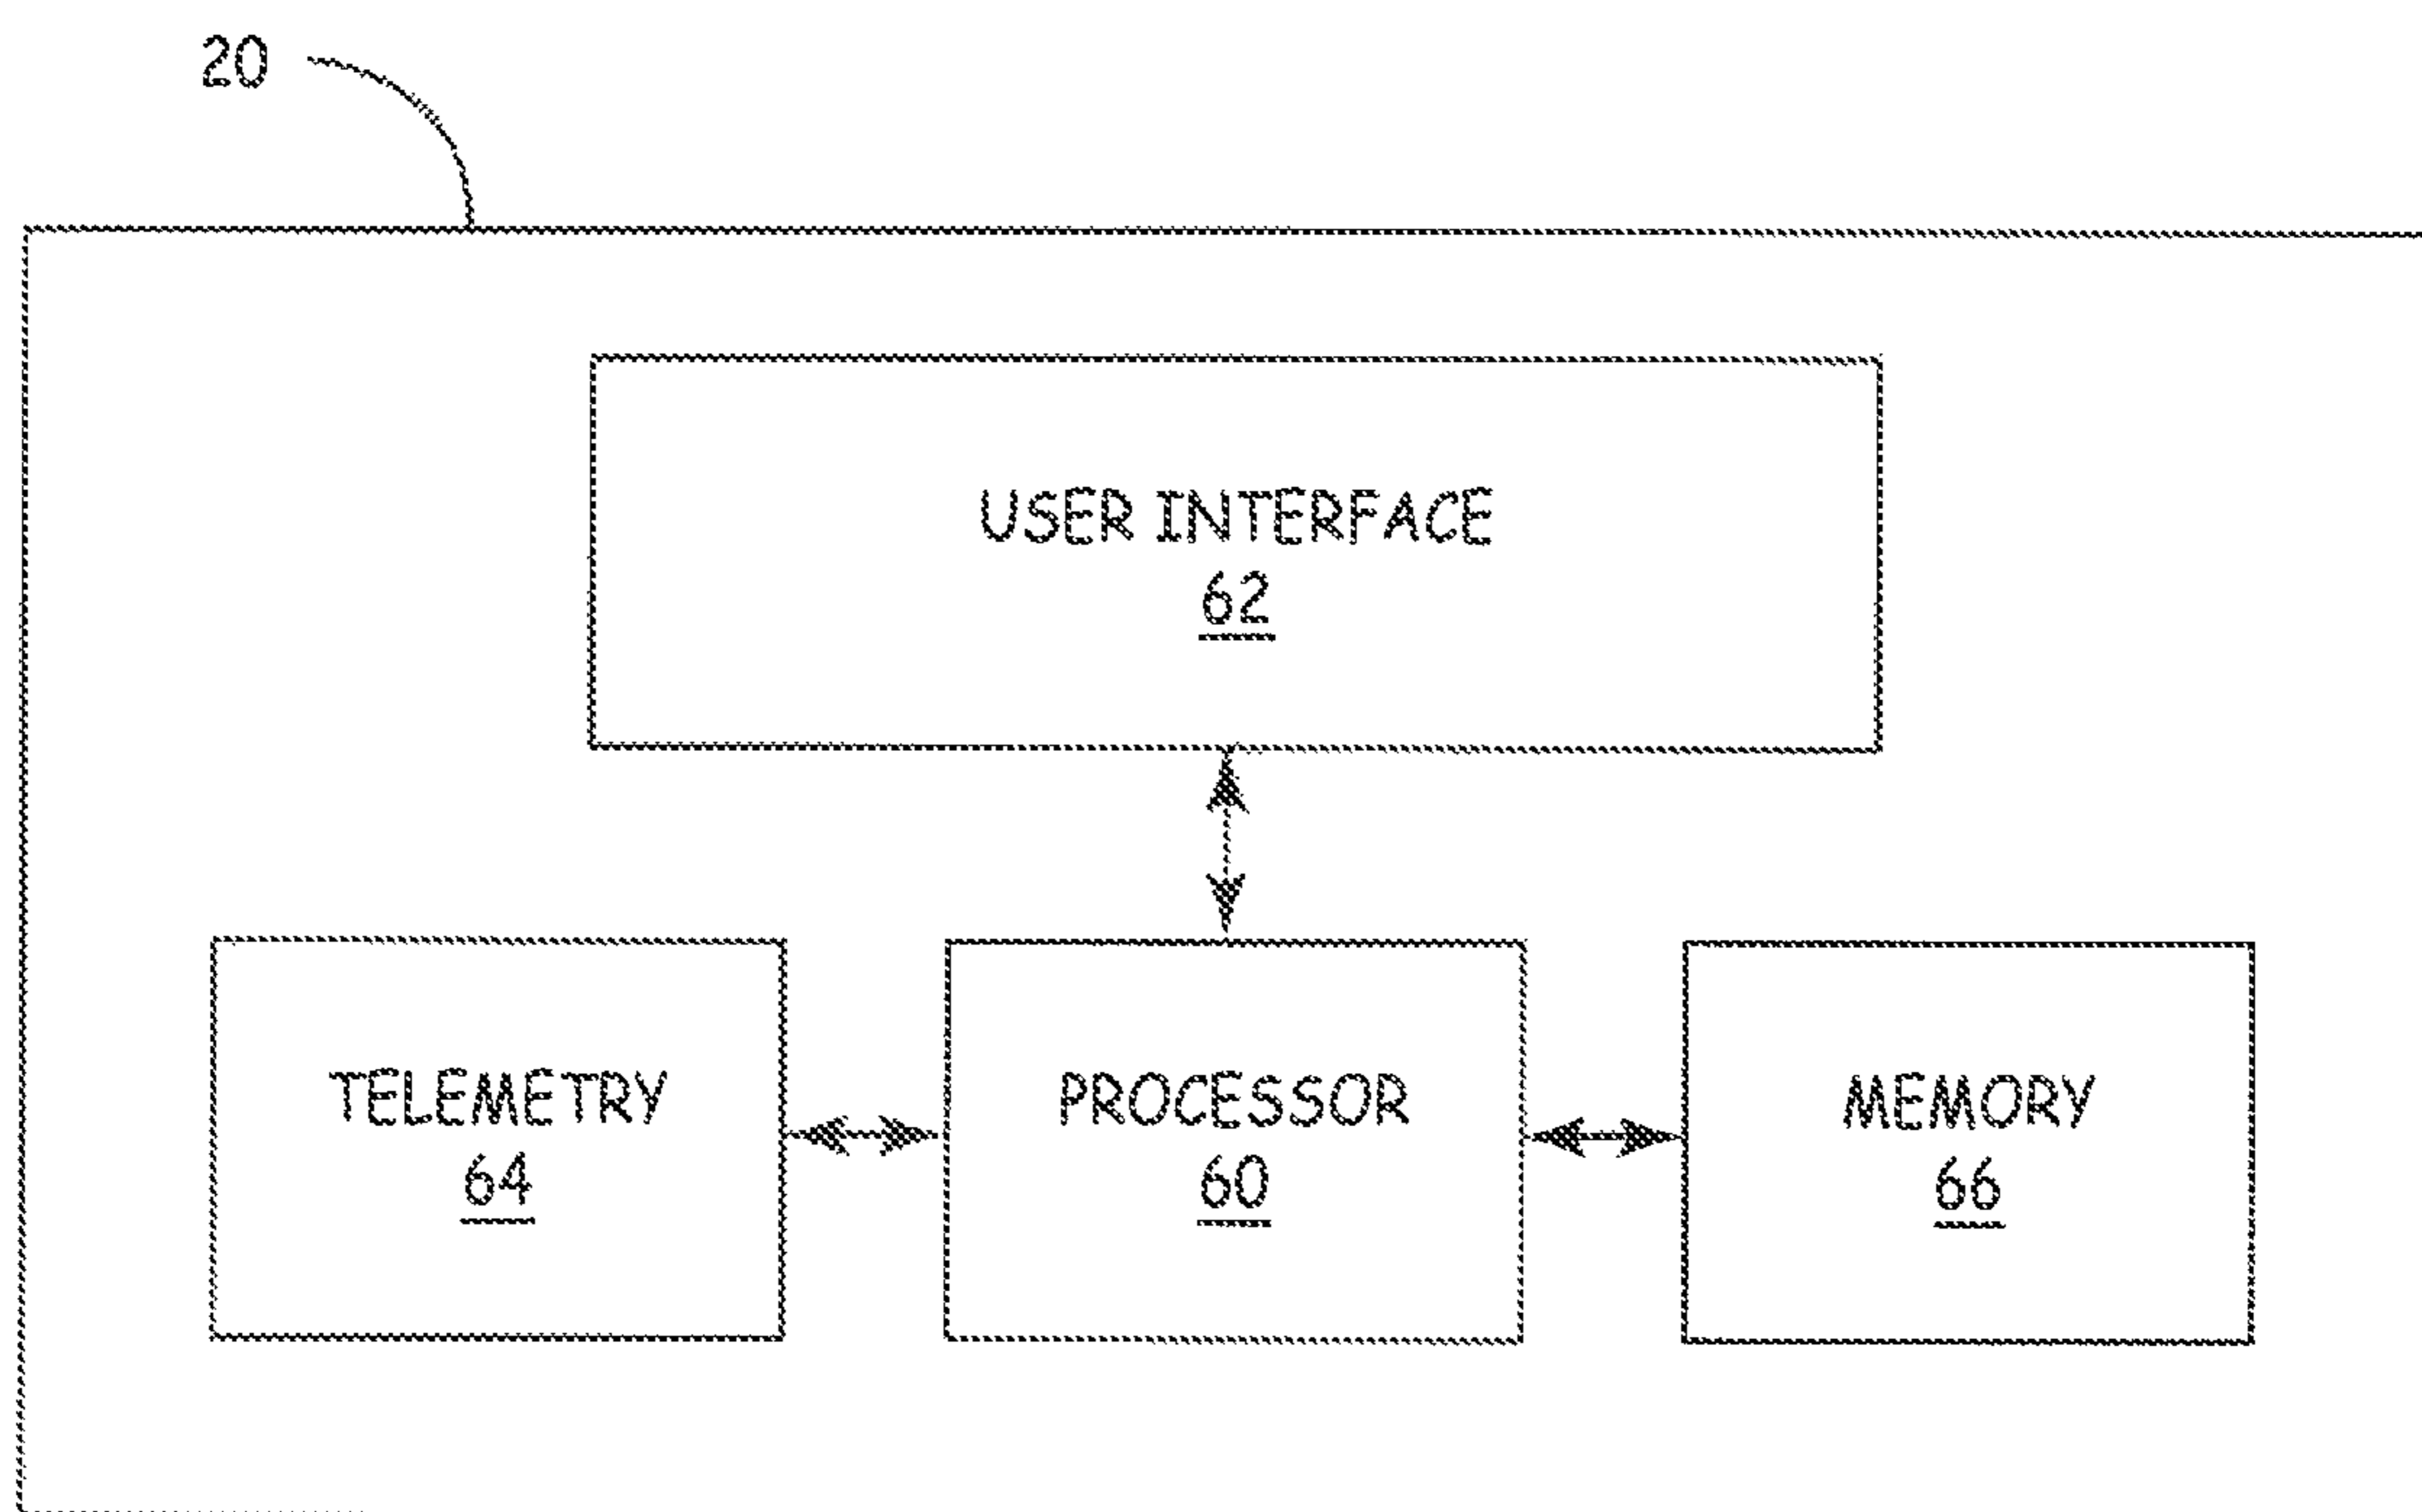 20
USER INTERFACE
62
TELEMETRY
64
PROCESSOR
60
MEMORY
66